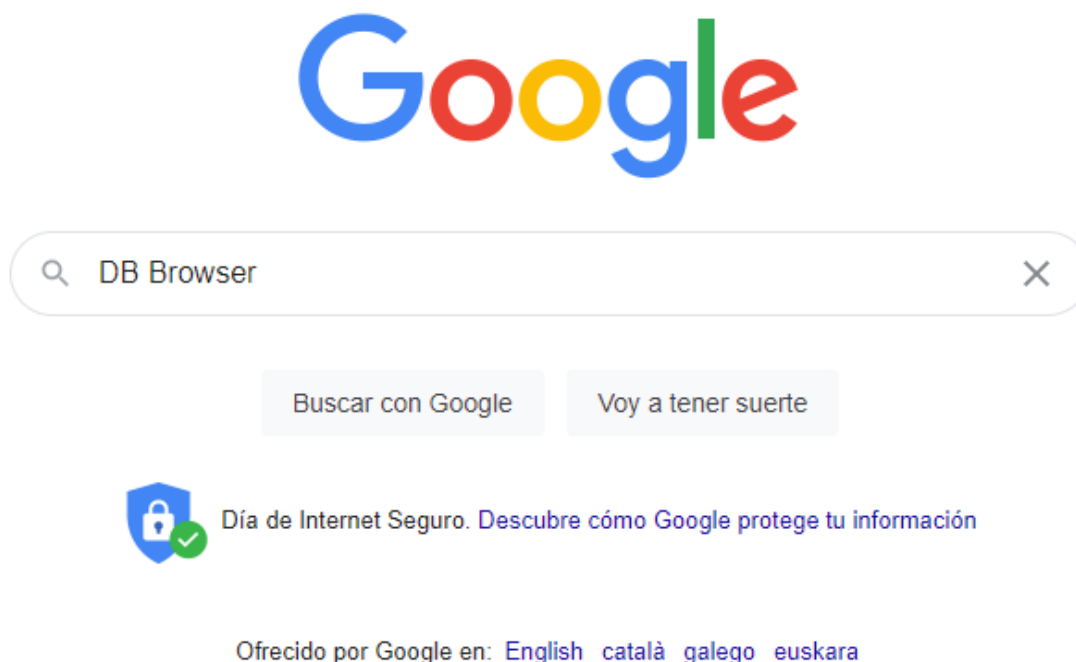 Google
DB Browser
Buscar con Google Voy a tener suerte
Día de Internet Seguro. Descubre cómo Google protege tu información
Ofrecido por Google en: English català galego euskara